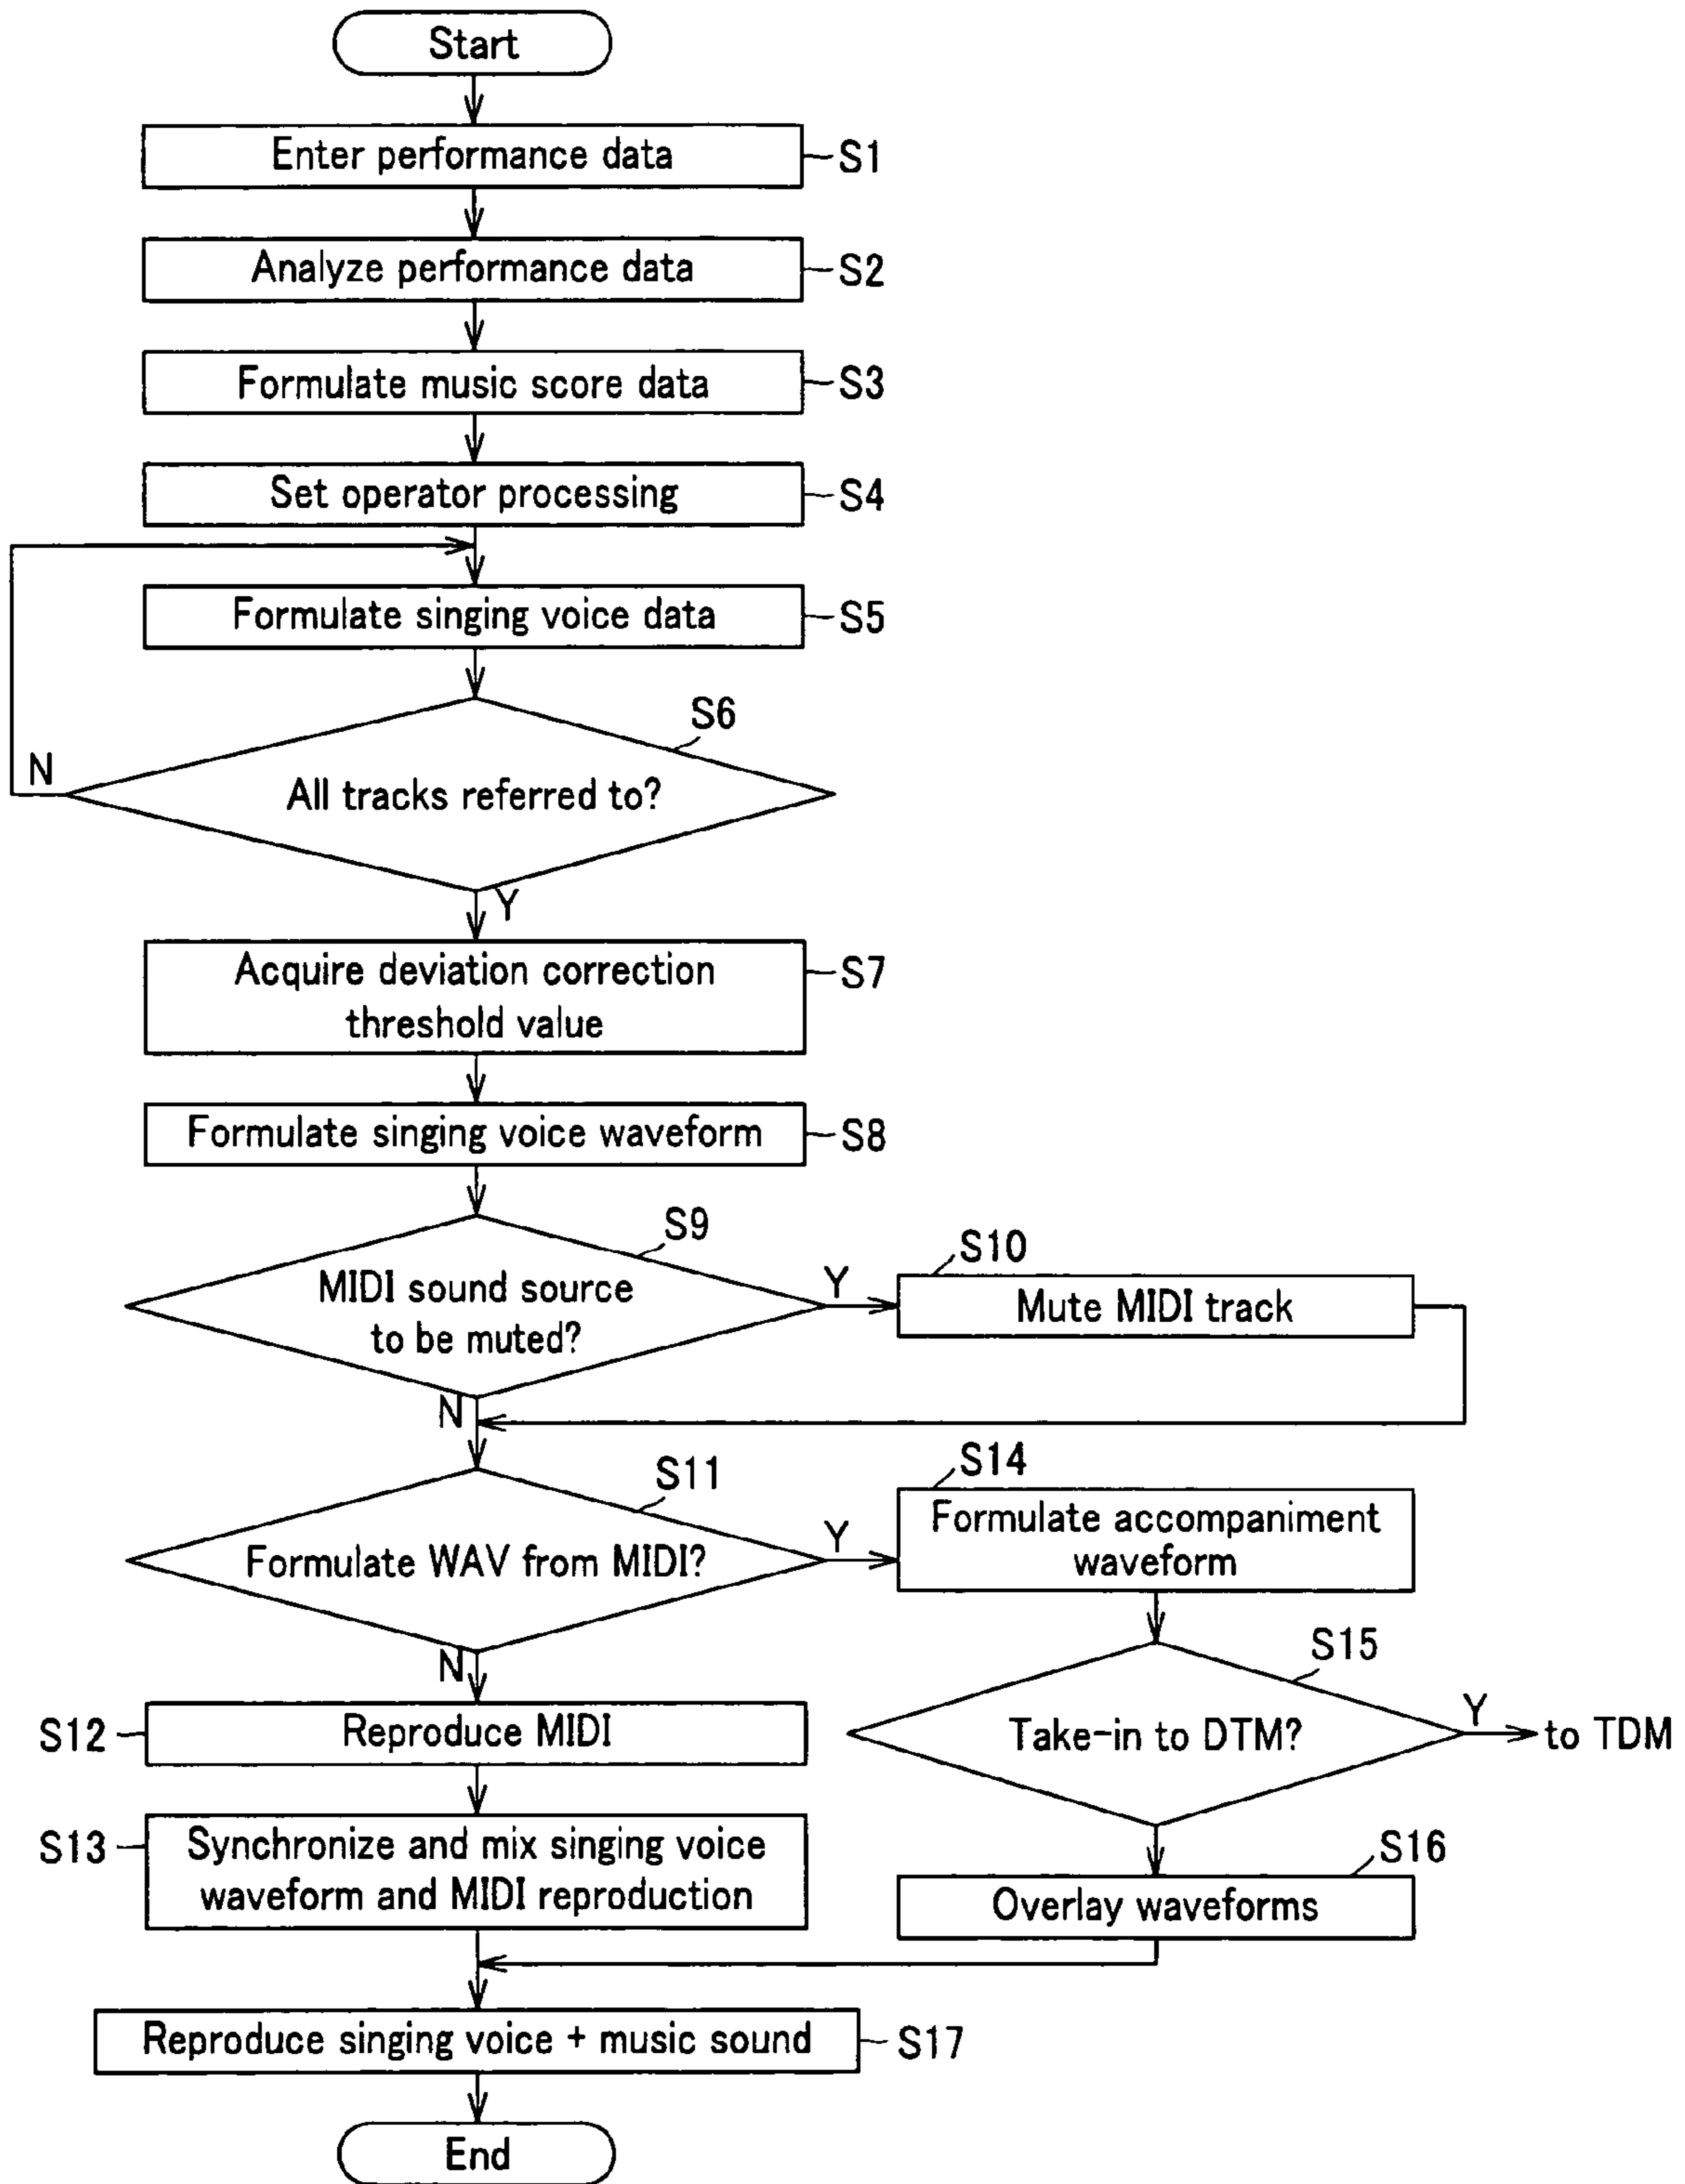 Start
Enter performance data
S1
Analyze performance data
S2
Formulate music score data
S3
Set operator processing
S4
Formulate singing voice data
S5
S6
N
All tracks referred to?
Y
Acquire deviation correction
threshold value
S7
Formulate singing voice waveform
S8
S9
MIDI sound source
to be muted?
Y
S10
Mute MIDI track
N
S11
Formulate WAV from MIDI?
Y
S14
Formulate accompaniment
waveform
N
S15
Take-in to DTM?
Y
to TDM
S12
Reproduce MIDI
S13
Synchronize and mix singing voice
waveform and MIDI reproduction
S16
Overlay waveforms
Reproduce singing voice + music sound
S17
End